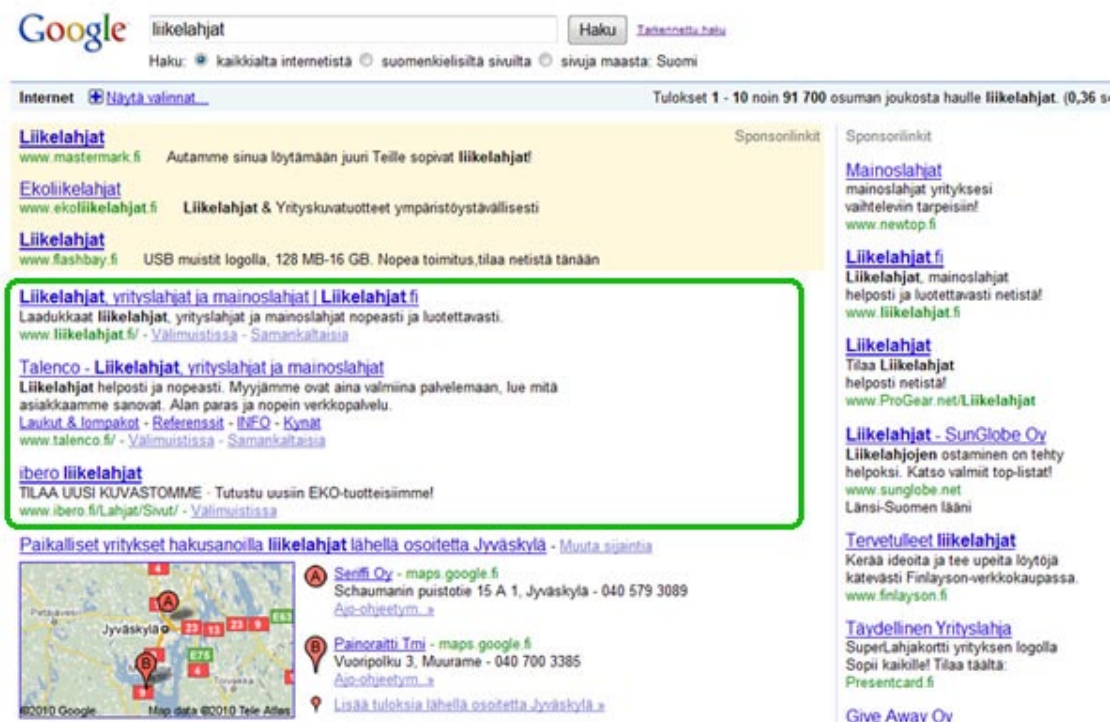 Google
liikelahjat
Haku
Tarkennettu haku
Haku: kaikkialta internetistä suomenkielisiltä sivuilta sivuja maasta: Suomi
Internet Näytä valinnat...
Tulokset 1 - 10 noin 91 700 osuman joukosta haulle liikelahjat. (0,36 s
Sponsorilinkit
Liikelahjat
www.mastermark.fi Autamme sinua löytämään juuri Teille sopivat liikelahjat!
Ekoliikelahjat
www.ekoliikelahjat.fi Liikelahjat & Yrityskuvatuotteet ympäristöystävällisesti
Liikelahjat
www.flashbay.fi USB muistit logolla, 128 MB-16 GB. Nopea toimitus,tilaa netistä tänään
Liikelahjat, yrityslahjat ja mainoslahjat | Liikelahjat.fi
Laadukkaat liikelahjat, yrityslahjat ja mainoslahjat nopeasti ja luotettavasti.
www.liikelahjat.fi/ - Välimuistissa - Samankaltaisia
Talenco - Liikelahjat, yrityslahjat ja mainoslahjat
Liikelahjat helposti ja nopeasti. Myyjämme ovat aina valmiina palvelemaan, lue mitä
asiakkaamme sanovat. Alan paras ja nopein verkkopalvelu.
Laukut & lompakot - Referenssit - INFO - Kynät
www.talenco.fi/ - Välimuistissa - Samankaltaisia
ibero liikelahjat
TILAA UUSI KUVASTOMME - Tutustu uusiin EKO-tuotteisiimme!
www.ibero.fi/Lahjat/Sivut/ - Välimuistissa
Paikalliset yritykset hakusanoilla liikelahjat lähellä osoitetta Jyväskylä - Muuta sijaintia
A Seriffi Oy - maps.google.fi
Schaumanin puistotie 15 A 1, Jyväskylä - 040 579 3089
Ajo-ohjeetym. »
B Painoraitti Tmi - maps.google.fi
Vuoripolku 3, Muurame - 040 700 3385
Ajo-ohjeetym. »
Lisää tuloksia lähellä osoitetta Jyväskylä »
4
A
Petäjävesi
Jyväskylä
23 13 23 9 E63
E75
B
4
4
Toivakka
9
©2010 Google Map data ©2010 Tele Atlas
Sponsorilinkit
Mainoslahjat
mainoslahjat yrityksesi
vaihteleviin tarpeisiin!
www.newtop.fi
Liikelahjat.fi
Liikelahjat, mainoslahjat
helposti ja luotettavasti netistä!
www.liikelahjat.fi
Liikelahjat
Tilaa Liikelahjat
helposti netistä!
www.ProGear.net/Liikelahjat
Liikelahjat - SunGlobe Oy
Liikelahjojen ostaminen on tehty
helpoksi. Katso valmiit top-listat!
www.sunglobe.net
Länsi-Suomen lääni
Tervetulleet liikelahjat
Kerää ideoita ja tee upeita löytöjä
kätevästi Finlayson-verkkokaupassa.
www.finlayson.fi
Täydellinen Yrityslahja
SuperLahjakortti yrityksen logolla
Sopii kaikille! Tilaa täältä:
Presentcard.fi
Give Away Oy